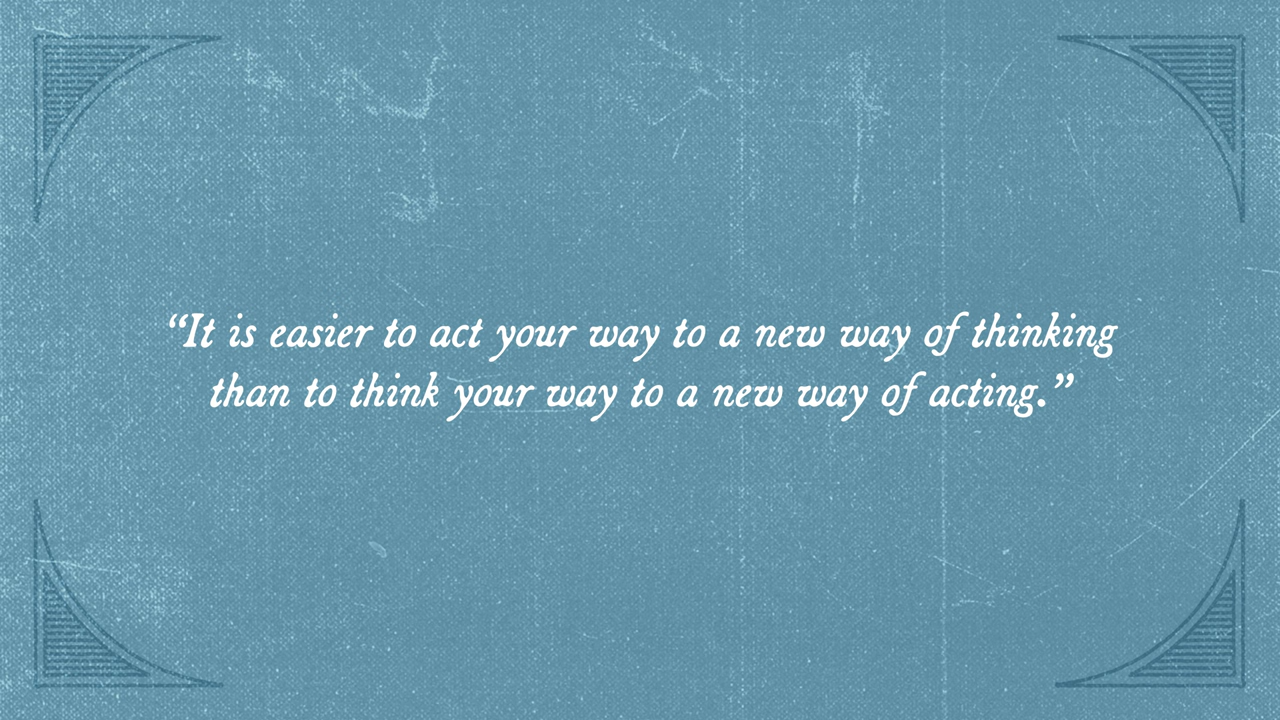 “It is easier to act your way to a new way of thinking
than to think your way to a new way of acting.”